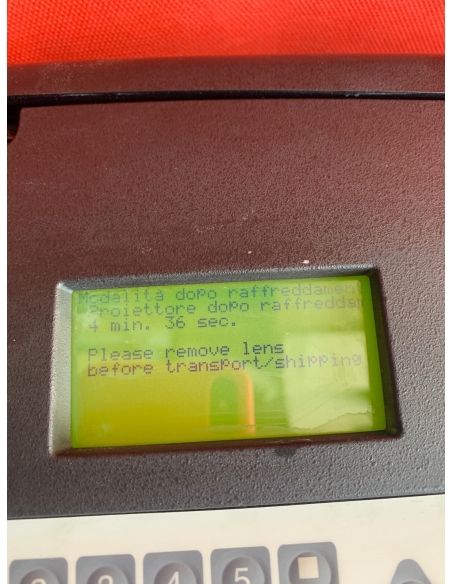 Modalità dopo raffreddamen
Proiettore dopo raffreddam
4 min. 36 sec.
Please remove lens
before transport/shipping
4 5